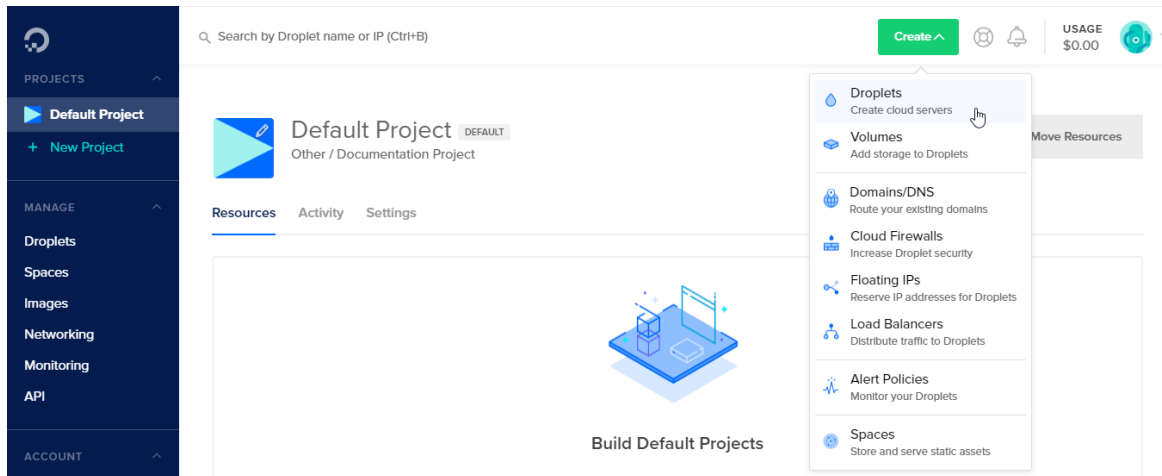 Search by Droplet name or IP (Ctrl+B)
Create
USAGE
$0.00
PROJECTS
Default Project
+ New Project
MANAGE
Droplets
Spaces
Images
Networking
Monitoring
API
ACCOUNT
Default Project DEFAULT
Other / Documentation Project
Move Resources
Resources Activity Settings
Build Default Projects
Droplets
Create cloud servers
Volumes
Add storage to Droplets
Domains/DNS
Route your existing domains
Cloud Firewalls
Increase Droplet security
Floating IPs
Reserve IP addresses for Droplets
Load Balancers
Distribute traffic to Droplets
Alert Policies
Monitor your Droplets
Spaces
Store and serve static assets